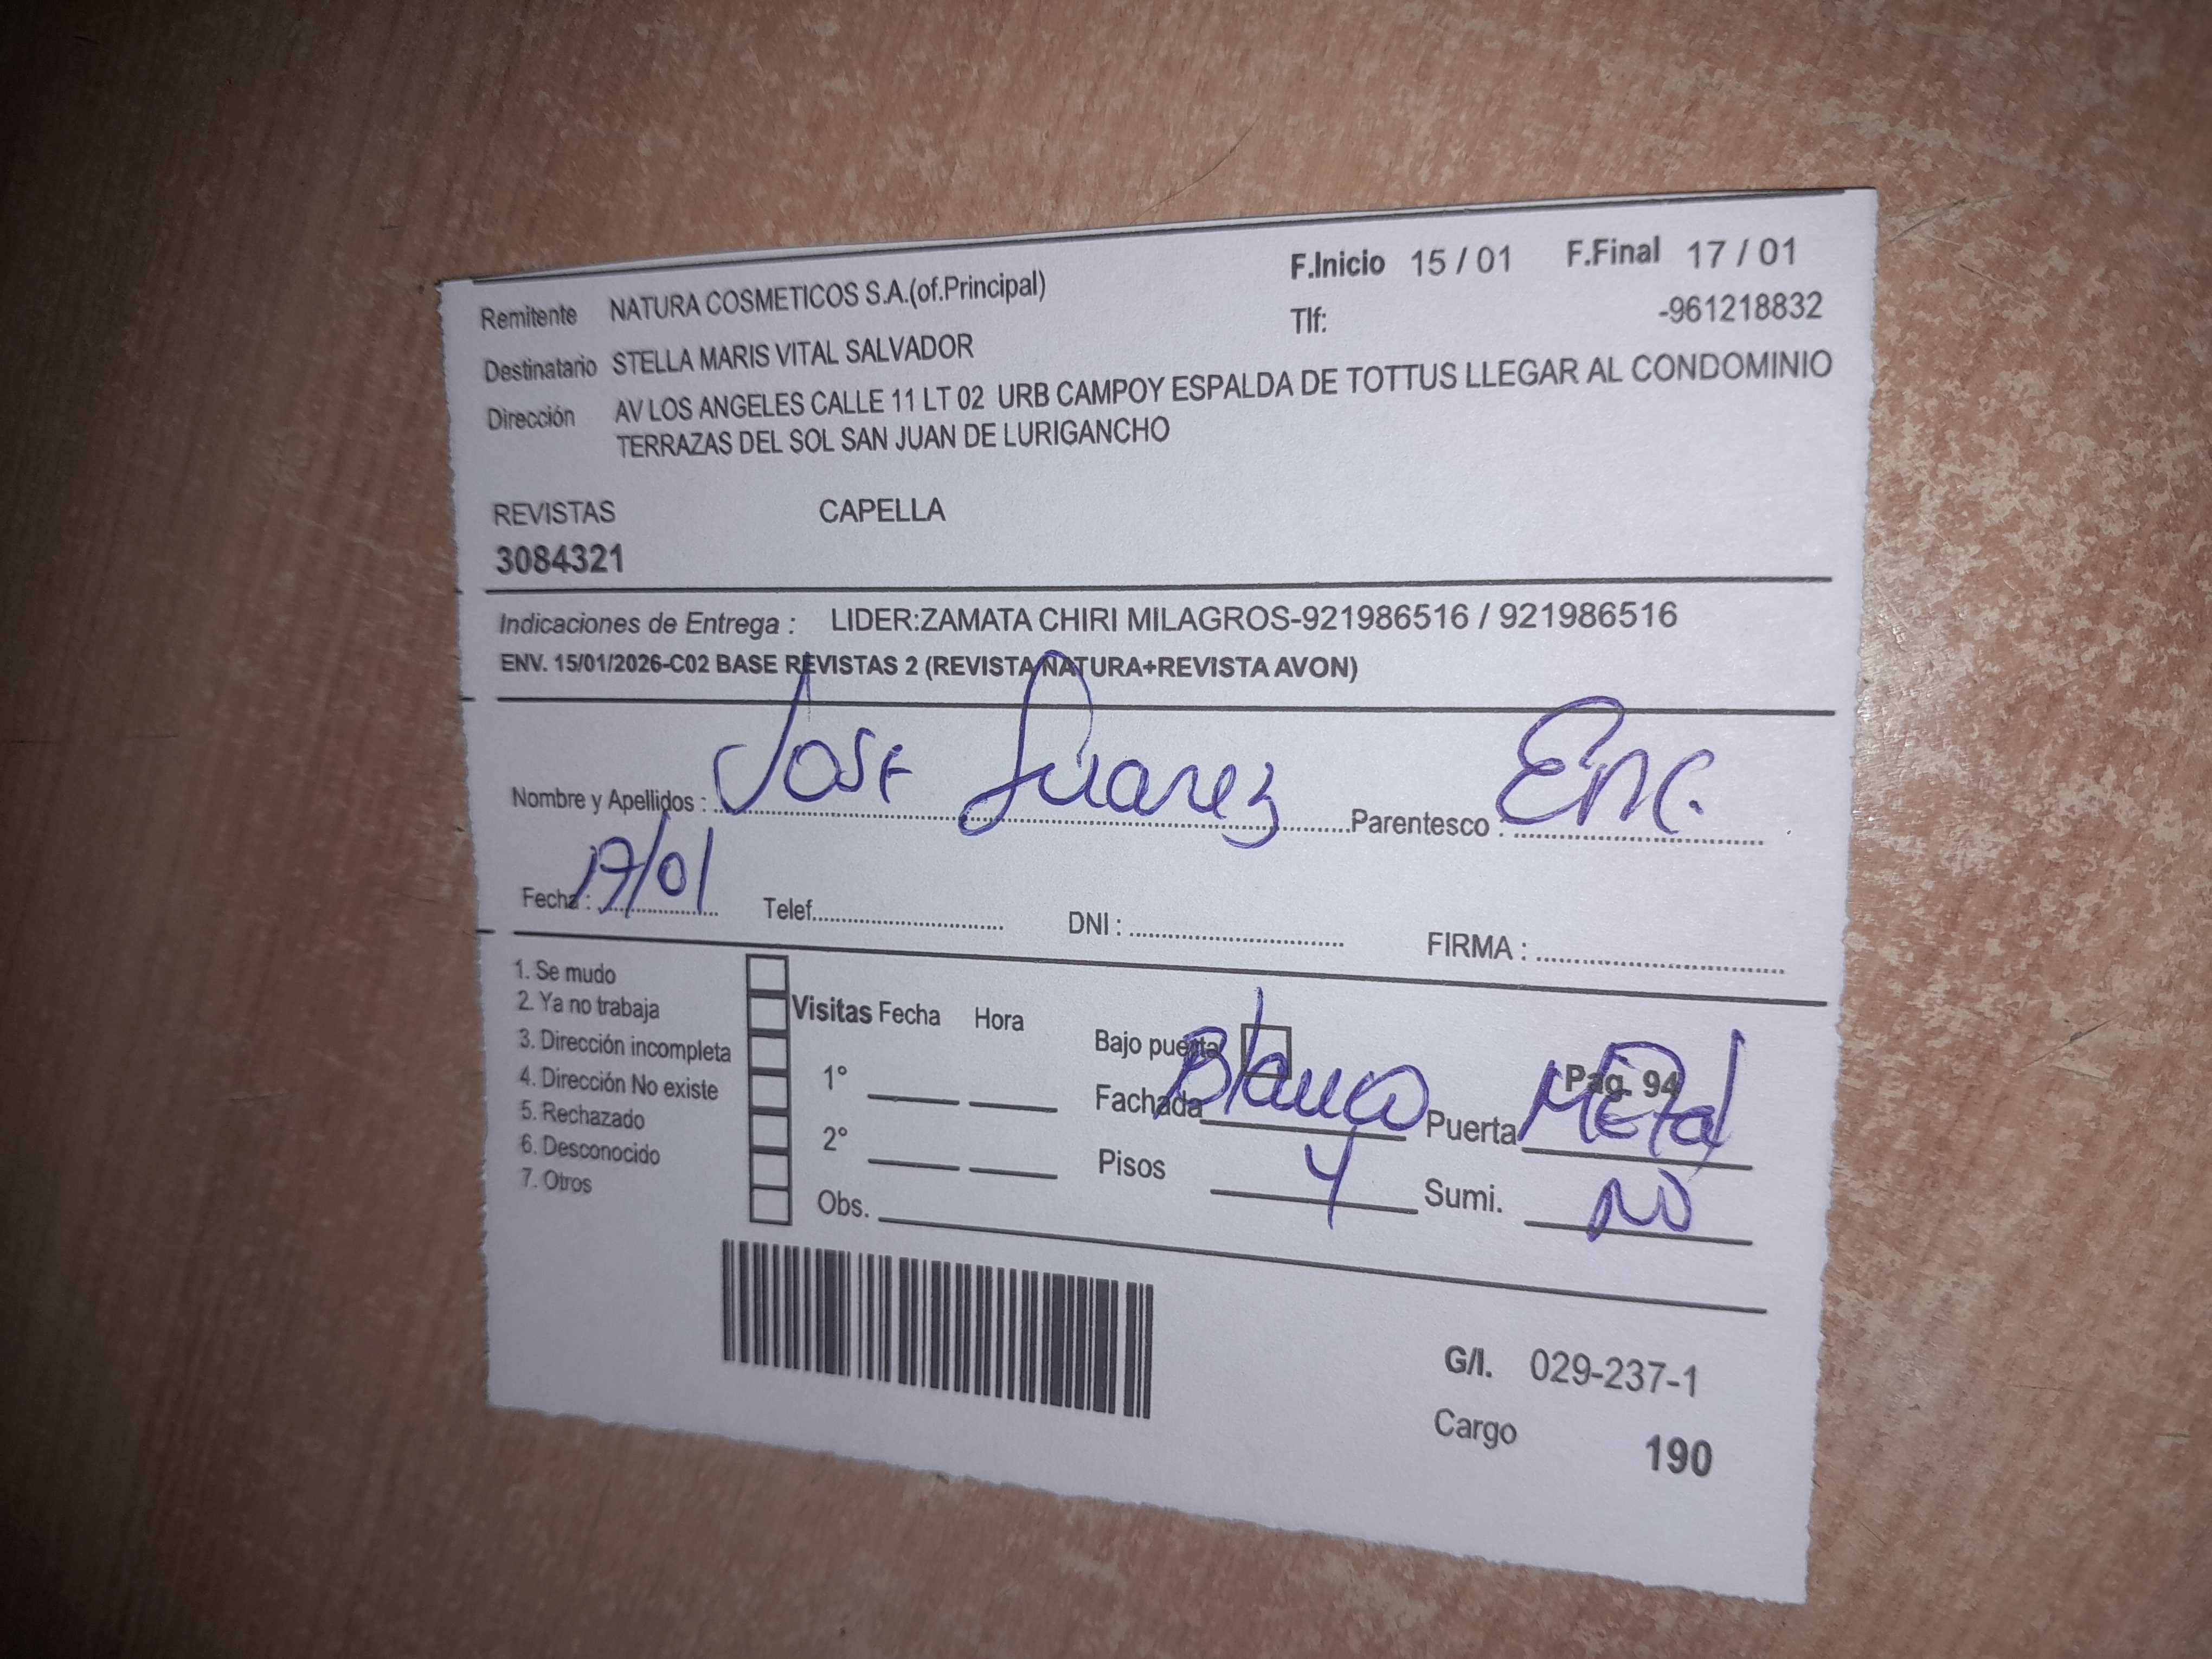 Remitente NATURA COSMETICOS S.A.(of.Principal) F.Inicio 15 / 01 F.Final 17 / 01
Tlf: -961218832
Destinatario STELLA MARIS VITAL SALVADOR
Dirección AV LOS ANGELES CALLE 11 LT 02 URB CAMPOY ESPALDA DE TOTTUS LLEGAR AL CONDOMINIO
TERRAZAS DEL SOL SAN JUAN DE LURIGANCHO
REVISTAS CAPELLA
3084321
Indicaciones de Entrega : LIDER:ZAMATA CHIRI MILAGROS-921986516 / 921986516
ENV. 15/01/2026-C02 BASE REVISTAS 2 (REVISTA NATURA+REVISTA AVON)
Nombre y Apellidos : Jose Suarez Parentesco : Enc.
Fecha : 17/01 Telef. DNI : FIRMA :
1. Se mudo
2. Ya no trabaja Visitas Fecha Hora Bajo puerta
3. Dirección incompleta 1° Fachada Blanco Puerta Metal Pag. 94
4. Dirección No existe
5. Rechazado 2° Pisos 4 Sumi. NO
6. Desconocido
7. Otros Obs.
G/I. 029-237-1
Cargo 190